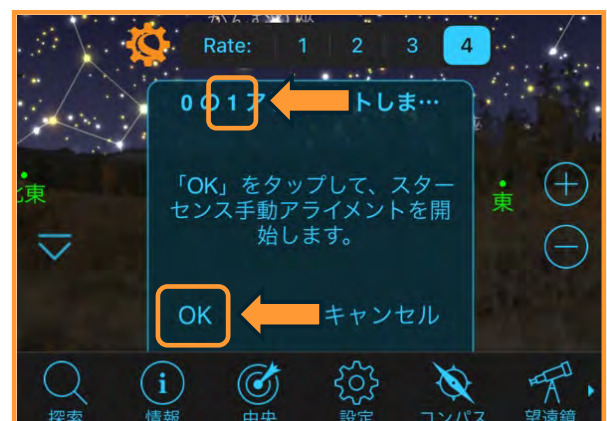 Rate: 1 2 3 4
0 の 1 ア トしま…
「OK」をタップして、スター
センス手動アライメントを開
始します。
東
東
OK キャンセル
探索 情報 中央 設定 コンパス 望遠鏡